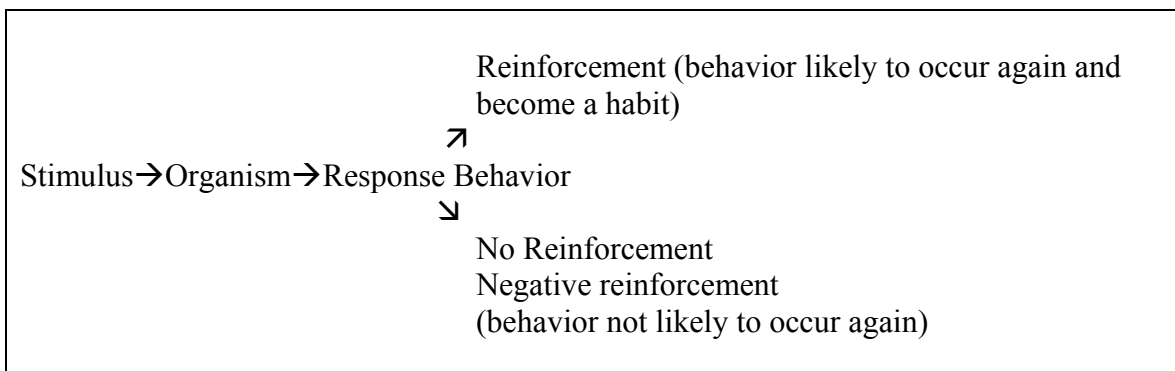 Reinforcement (behavior likely to occur again and
become a habit)
↗
Stimulus→Organism→Response Behavior
↘
No Reinforcement
Negative reinforcement
(behavior not likely to occur again)